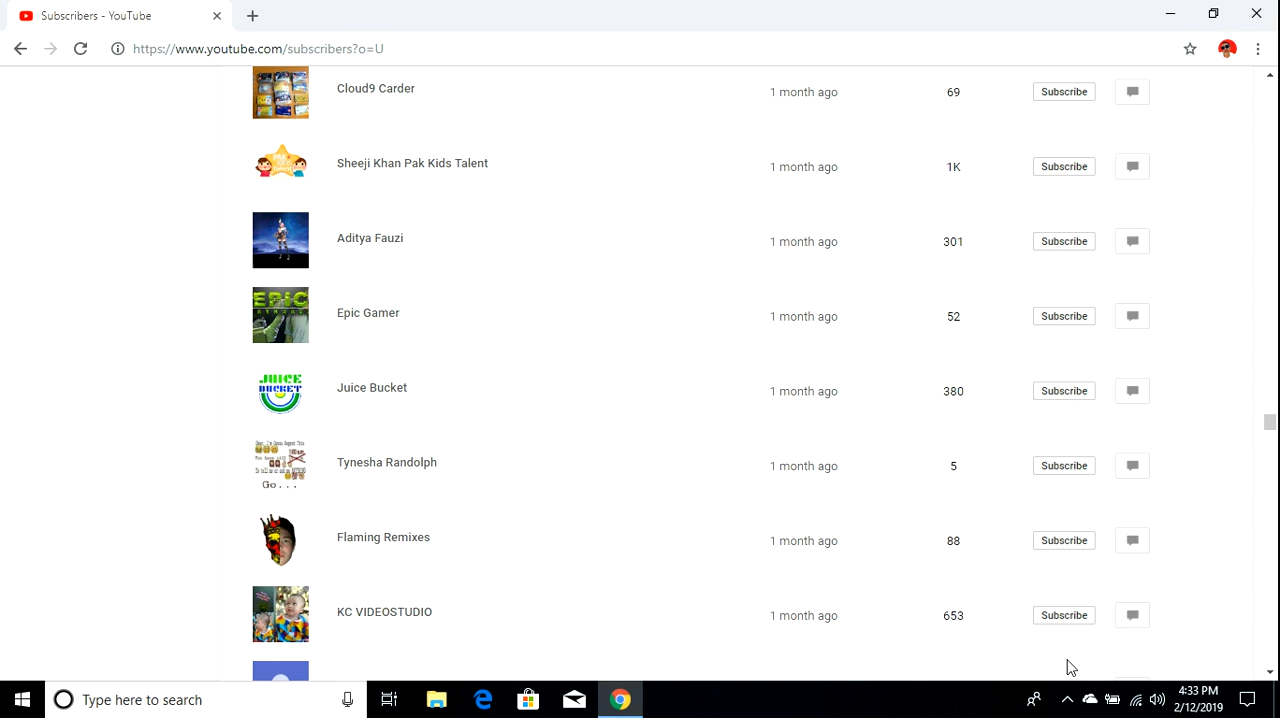 Subscribers - YouTube
https://www.youtube.com/subscribers?o=U
Cloud9 Carder 1 month ago 69 Subscribe
Sheeji Khan Pak Kids Talent 1 month ago 1K Subscribe
Aditya Fauzi 1 month ago 301 Subscribe
EPIC
Epic Gamer 1 month ago 52 Subscribe
JUICE
BUCKET
Juice Bucket 1 month ago 380 Subscribe
Go...
Tynesha Randolph 1 month ago 5 Subscribe
Flaming Remixes 1 month ago 88 Subscribe
KC VIDEOSTUDIO 1 month ago 653 Subscribe
Type here to search
4:33 PM
2/12/2019